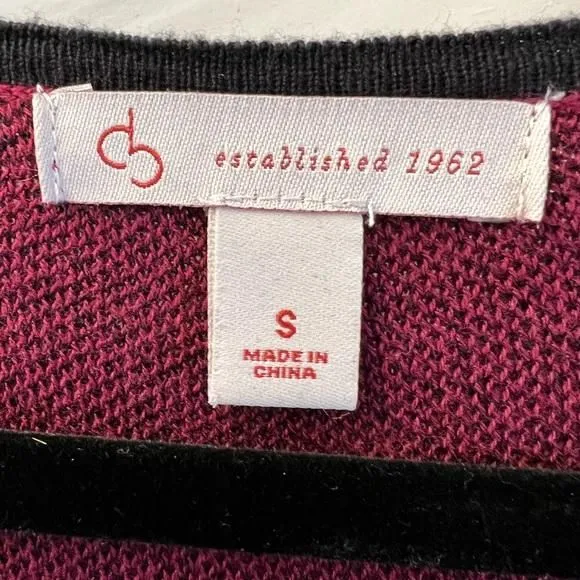 cb
established 1962
S
MADE IN
CHINA